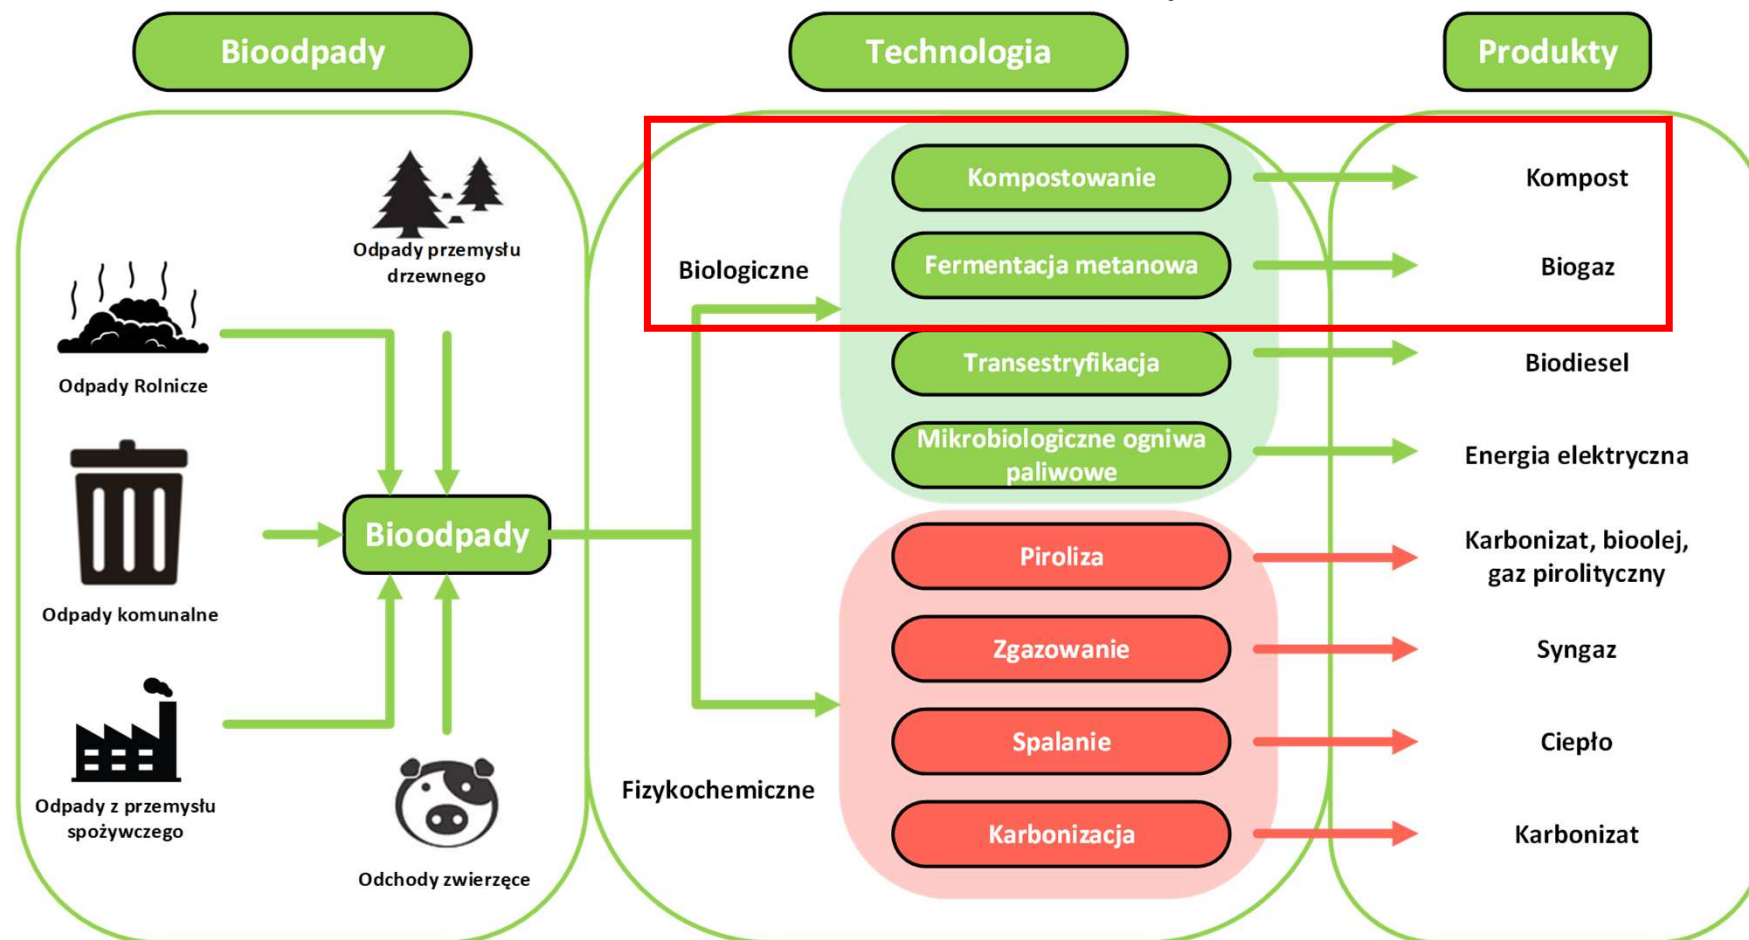 Bioodpady
Technologia
Produkty
Odpady przemysłu
drzewnego
Odpady Rolnicze
Odpady komunalne
Odpady z przemysłu
spożywczego
Odchody zwierzęce
Bioodpady
Biologiczne
Fizykochemiczne
Kompostowanie
Fermentacja metanowa
Transestryfikacja
Mikrobiologiczne ogniwa
paliwowe
Piroliza
Zgazowanie
Spalanie
Karbonizacja
Kompost
Biogaz
Biodiesel
Energia elektryczna
Karbonizat, bioolej,
gaz pirolityczny
Syngaz
Ciepło
Karbonizat